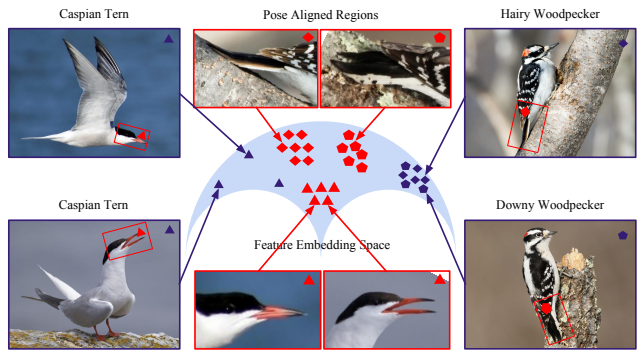 Caspian Tern
Pose Aligned Regions
Hairy Woodpecker
Caspian Tern
Downy Woodpecker
Feature Embedding Space